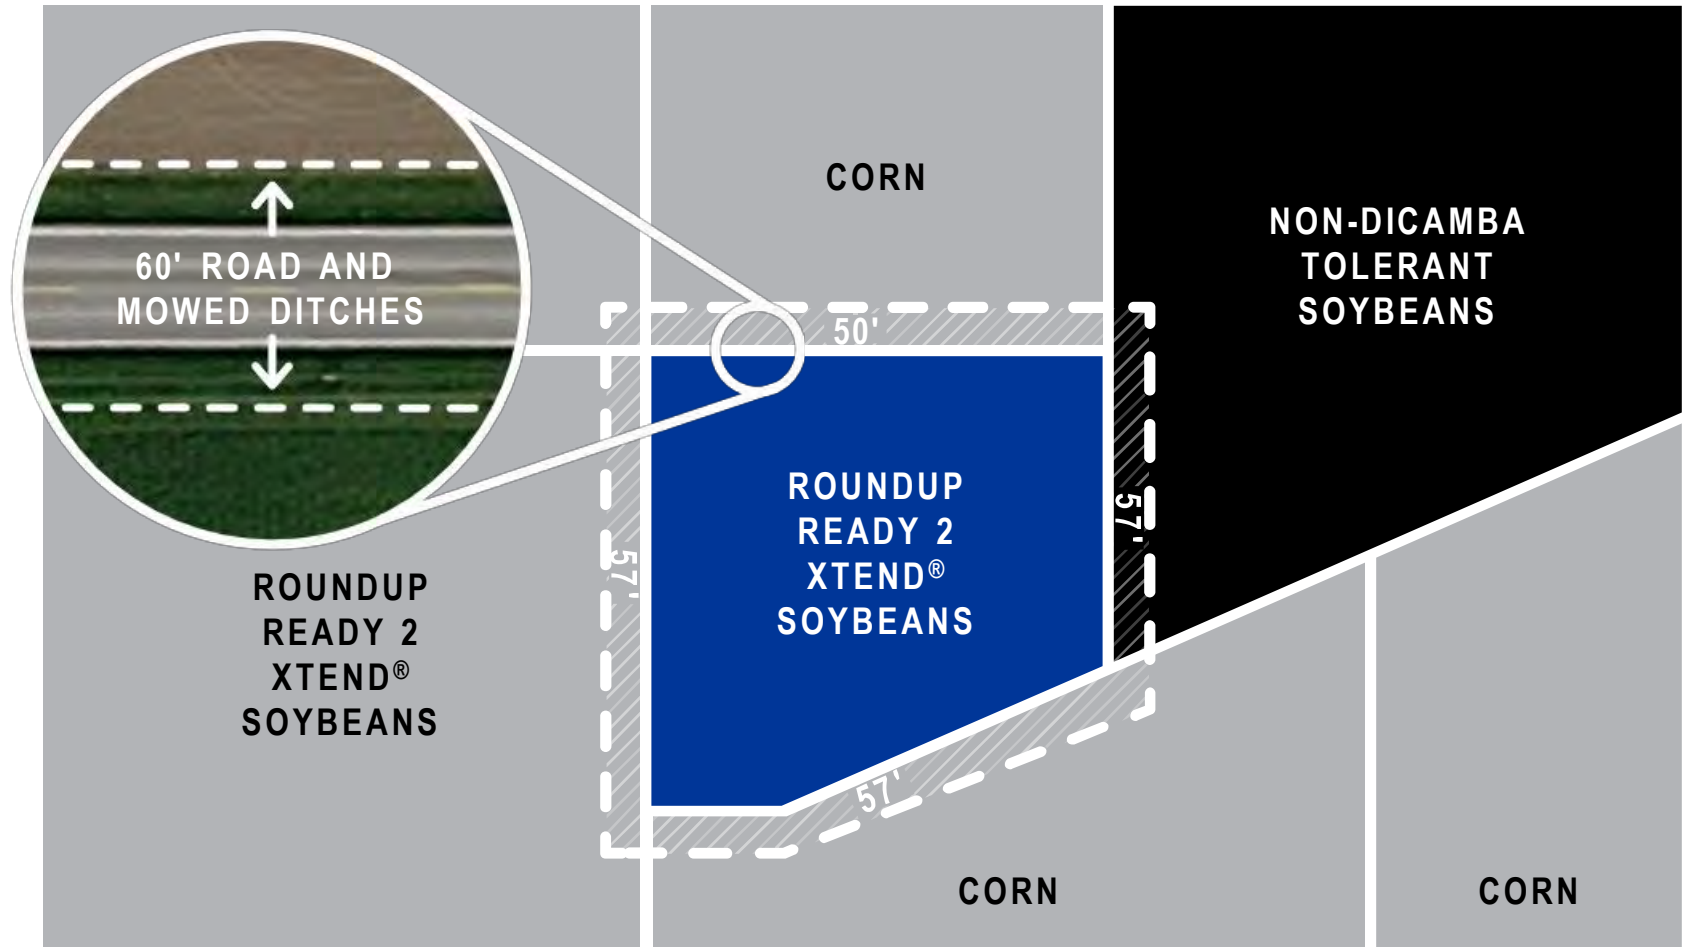 CORN
NON-DICAMBA
TOLERANT
SOYBEANS
60' ROAD AND
MOWED DITCHES
50'
ROUNDUP
READY 2
XTEND®
SOYBEANS
57'
57'
ROUNDUP
READY 2
XTEND®
SOYBEANS
57'
CORN
CORN